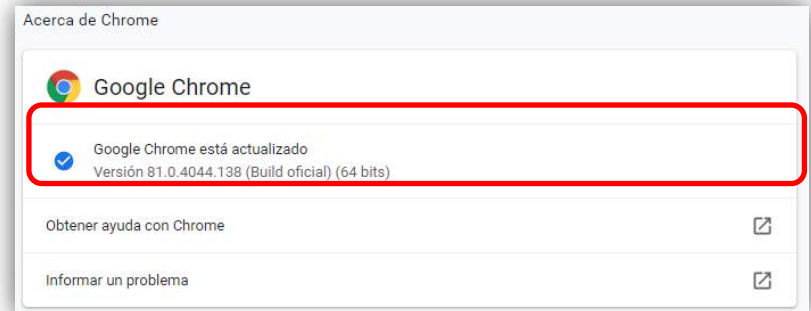 Acerca de Chrome
Google Chrome
Google Chrome está actualizado
Versión 81.0.4044.138 (Build oficial) (64 bits)
Obtener ayuda con Chrome
Informar un problema